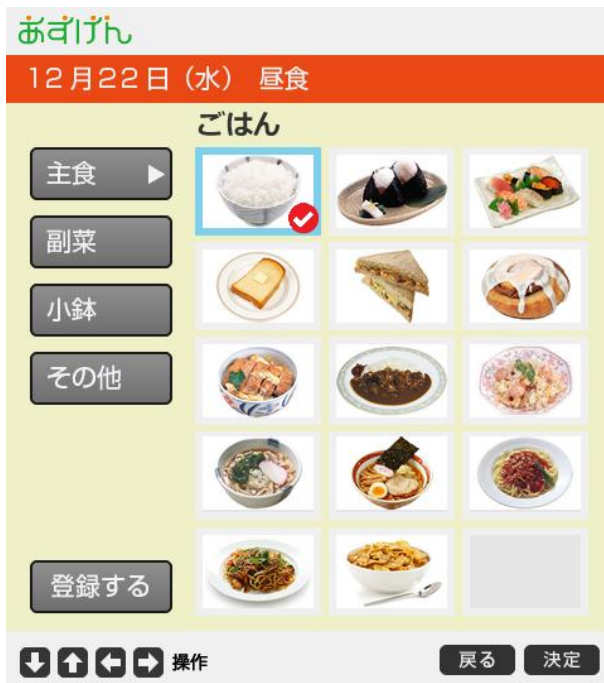 あすけん
12月22日（水） 昼食
ごはん
主食
副菜
小鉢
その他
登録する
操作
戻る
決定